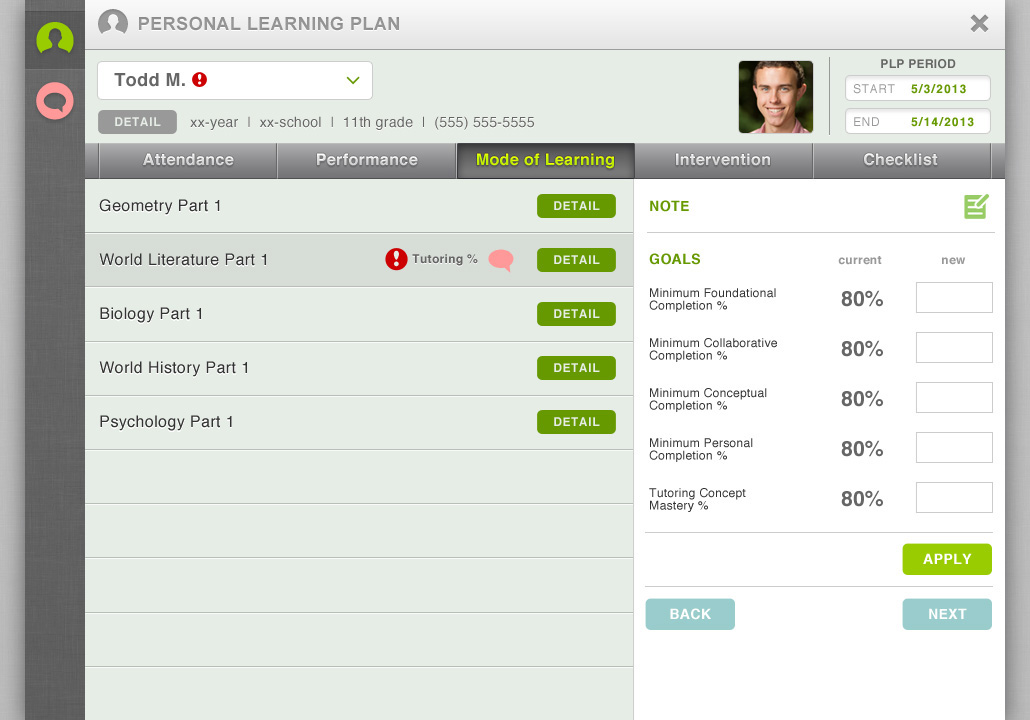 PERSONAL LEARNING PLAN
Todd M.
DETAIL xx-year | xx-school | 11th grade | (555) 555-5555
PLP PERIOD
START 5/3/2013
END 5/14/2013
Attendance Performance Mode of Learning Intervention Checklist
Geometry Part 1 DETAIL
World Literature Part 1 Tutoring % DETAIL
Biology Part 1 DETAIL
World History Part 1 DETAIL
Psychology Part 1 DETAIL
NOTE
GOALS current new
Minimum Foundational
Completion % 80%
Minimum Collaborative
Completion % 80%
Minimum Conceptual
Completion % 80%
Minimum Personal
Completion % 80%
Tutoring Concept
Mastery % 80%
APPLY
BACK NEXT